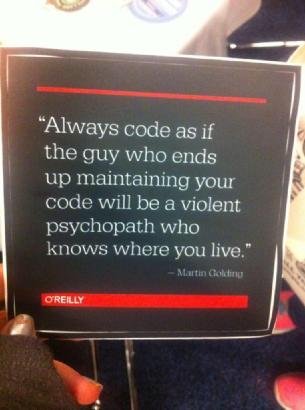 “Always code as if
the guy who ends
up maintaining your
code will be a violent
psychopath who
knows where you live.”
– Martin Golding
O'REILLY